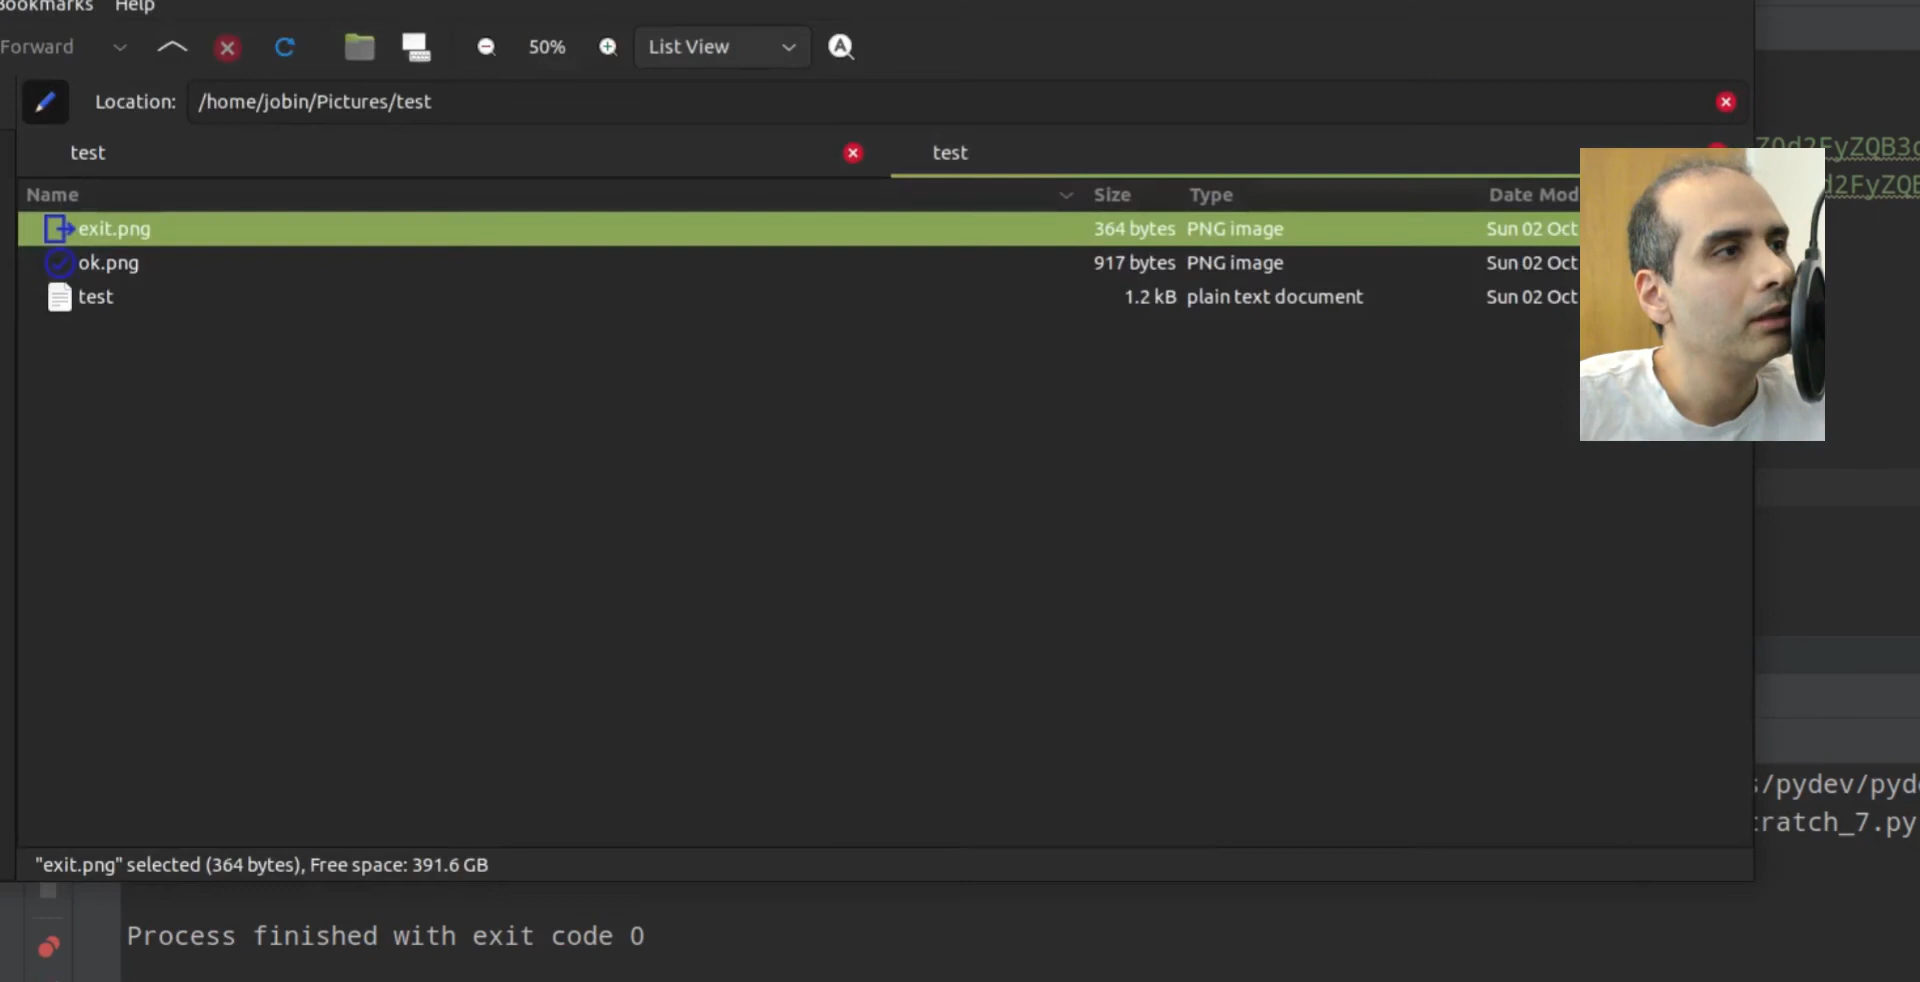 Bookmarks Help
Forward 50% List View
Location: /home/jobin/Pictures/test
test test
Name Size Type Date Mod
exit.png 364 bytes PNG image Sun 02 Oct
ok.png 917 bytes PNG image Sun 02 Oct
test 1.2 kB plain text document Sun 02 Oct
s/pydev/pyd
cratch_7.py
"exit.png" selected (364 bytes), Free space: 391.6 GB
Process finished with exit code 0